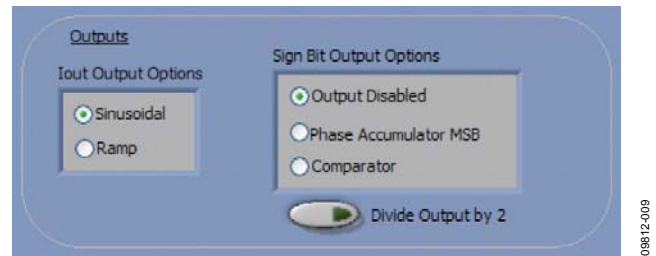 Outputs
Iout Output Options
Sinusoidal
Ramp
Sign Bit Output Options
Output Disabled
Phase Accumulator MSB
Comparator
Divide Output by 2
09812-009